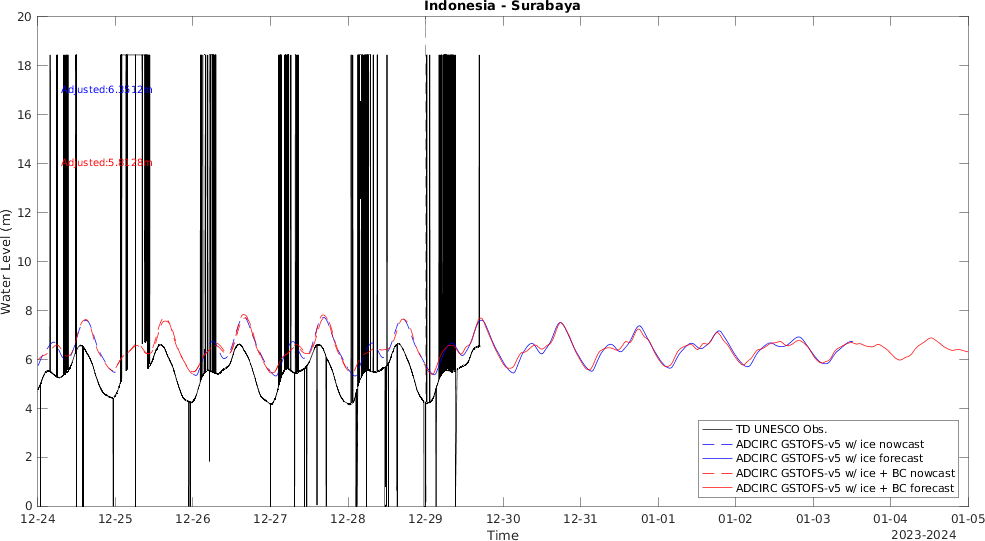 Indonesia - Surabaya
20
18
16
14
12
10
8
6
4
2
0
Water Level (m)
Adjusted:6.3512m
TD UNESCO Obs.
ADCIRC GSTOFS-v5 w/ ice nowcast
ADCIRC GSTOFS-v5 w/ ice forecast
ADCIRC GSTOFS-v5 w/ ice + BC nowcast
ADCIRC GSTOFS-v5 w/ ice + BC forecast
12-24 12-25 12-26 12-27 12-28 12-29 12-30 12-31 01-01 01-02 01-03 01-04 01-05
Time
2023-2024